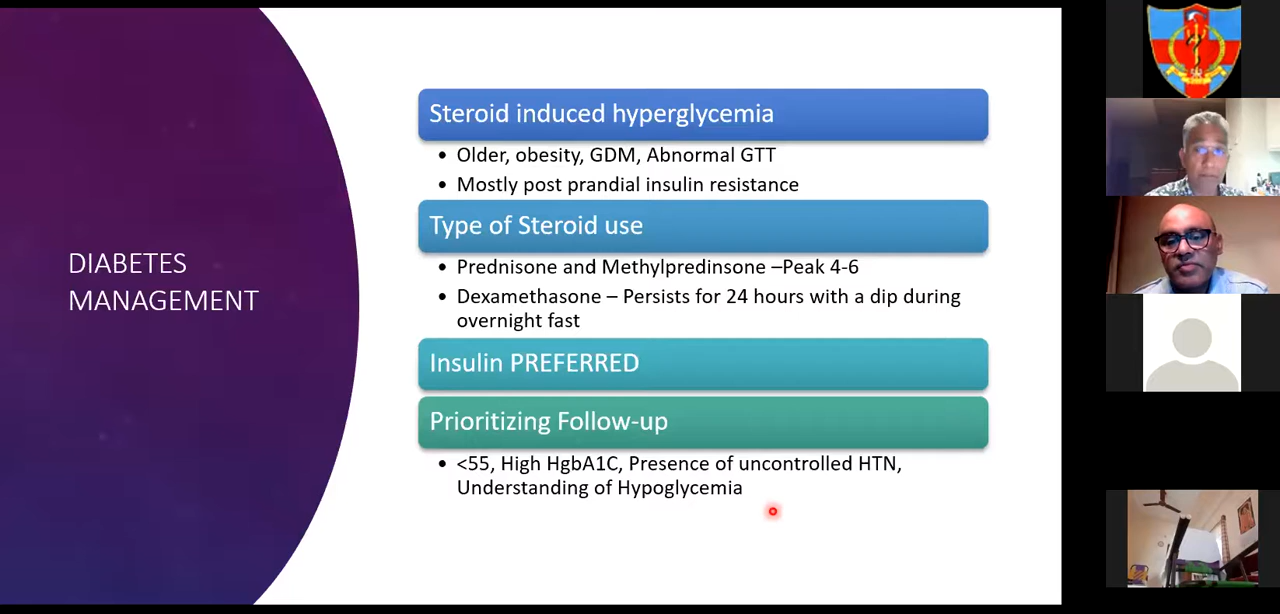 DIABETES
MANAGEMENT
Steroid induced hyperglycemia
• Older, obesity, GDM, Abnormal GTT
• Mostly post prandial insulin resistance
Type of Steroid use
• Prednisone and Methylpredinsone –Peak 4-6
• Dexamethasone – Persists for 24 hours with a dip during
overnight fast
Insulin PREFERRED
Prioritizing Follow-up
• <55, High HgbA1C, Presence of uncontrolled HTN,
Understanding of Hypoglycemia